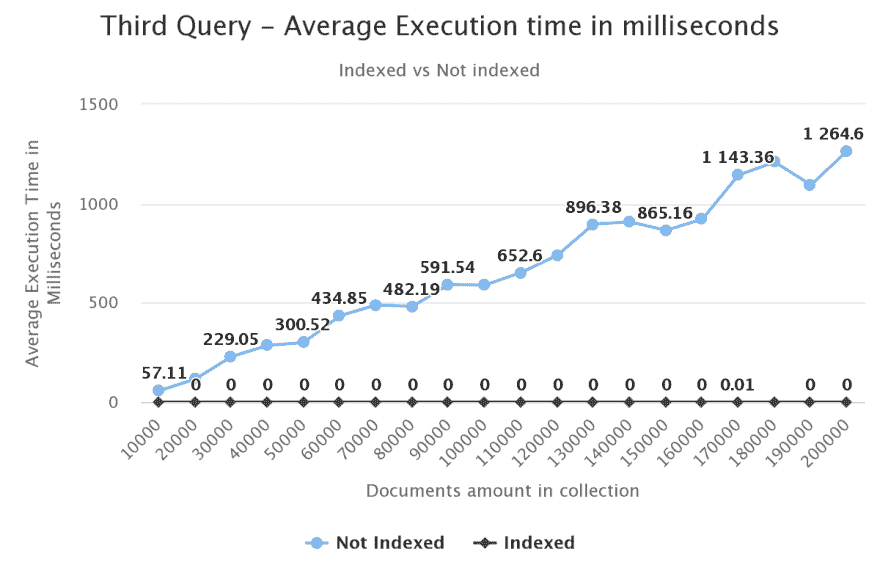 Third Query - Average Execution time in milliseconds
Indexed vs Not indexed
Average Execution Time in
Milliseconds
1500
1000
500
0
57.11
229.05
300.52
434.85
482.19
591.54
652.6
896.38
865.16
1 143.36
1 264.6
0 0 0 0 0 0 0 0 0 0 0 0 0 0 0 0.01 0 0
10000 20000 30000 40000 50000 60000 70000 80000 90000 100000 110000 120000 130000 140000 150000 160000 170000 180000 190000 200000
Documents amount in collection
Not Indexed Indexed